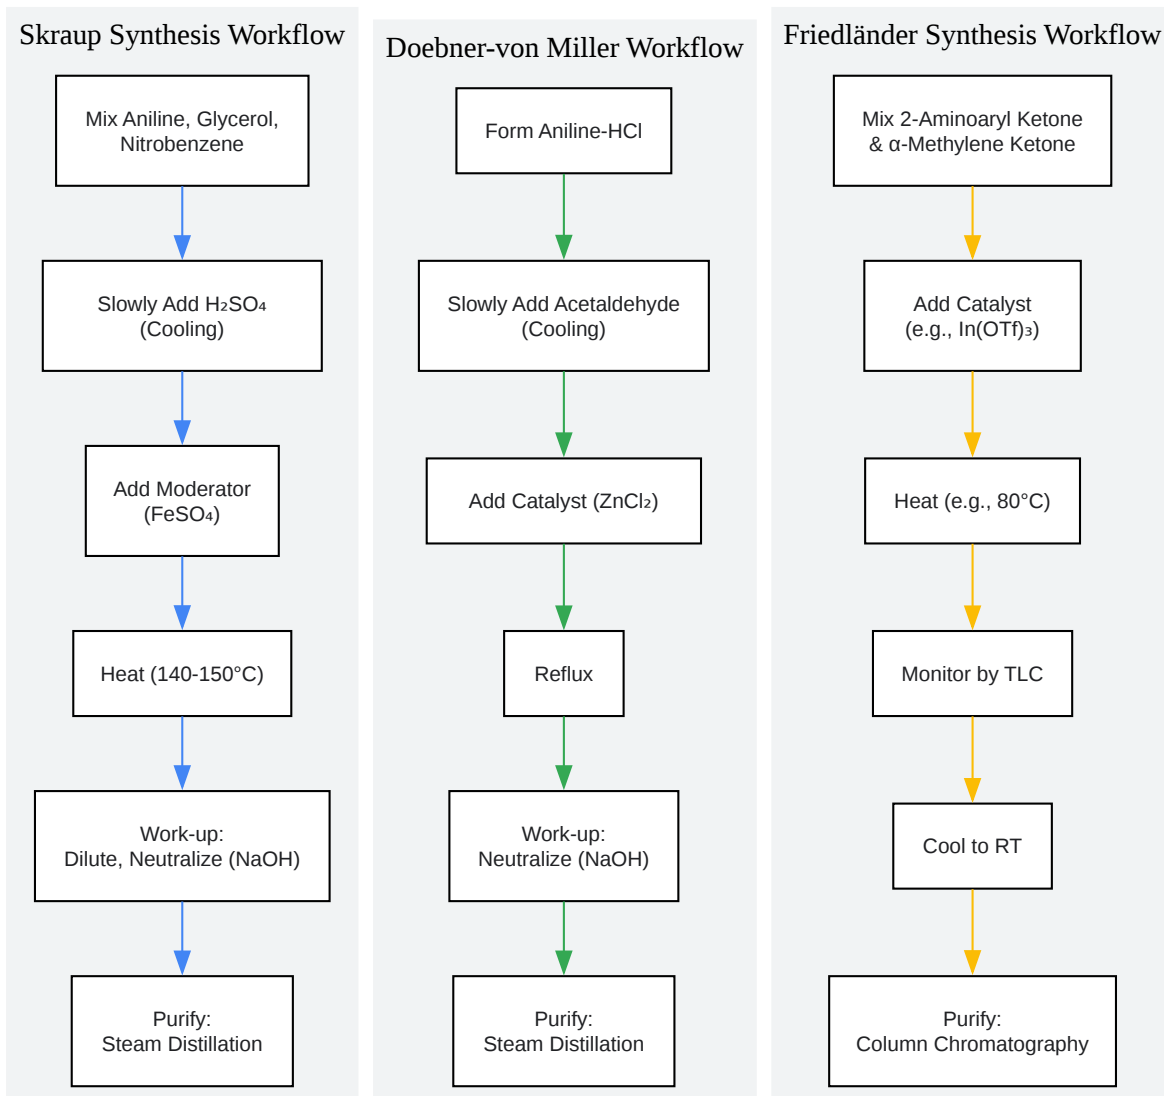 Skraup Synthesis Workflow
Mix Aniline, Glycerol,
Nitrobenzene
Slowly Add H₂SO₄
(Cooling)
Add Moderator
(FeSO₄)
Heat (140-150°C)
Work-up:
Dilute, Neutralize (NaOH)
Purify:
Steam Distillation
Doebner-von Miller Workflow
Form Aniline-HCl
Slowly Add Acetaldehyde
(Cooling)
Add Catalyst (ZnCl₂)
Reflux
Work-up:
Neutralize (NaOH)
Purify:
Steam Distillation
Friedländer Synthesis Workflow
Mix 2-Aminoaryl Ketone
& α-Methylene Ketone
Add Catalyst
(e.g., In(OTf)₃)
Heat (e.g., 80°C)
Monitor by TLC
Cool to RT
Purify:
Column Chromatography